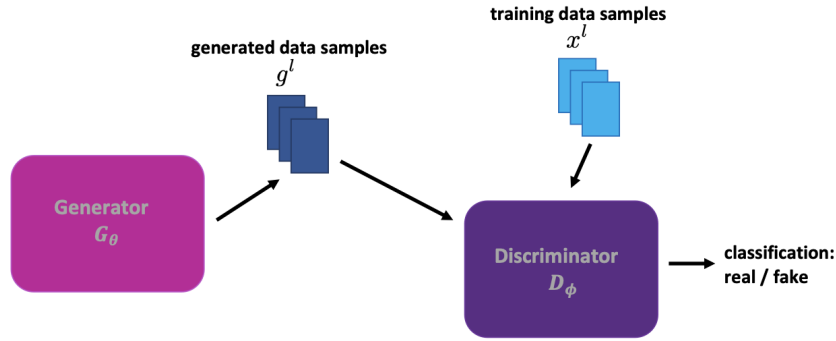 training data samples
x^l
generated data samples
g^l
Generator
G_θ
Discriminator
D_ϕ
classification:
real / fake